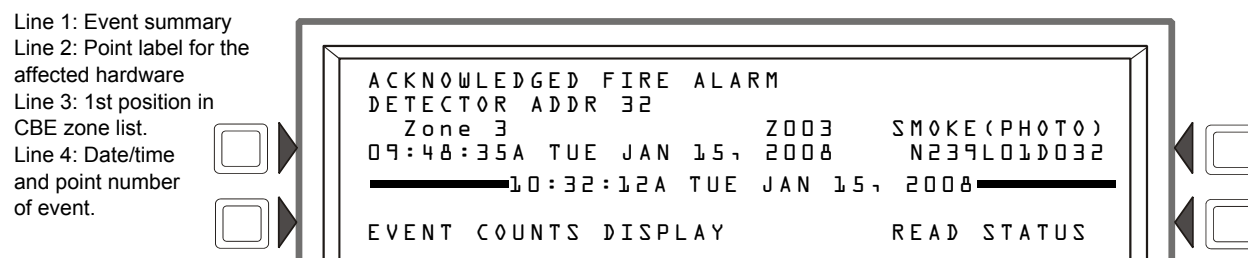 Line 1: Event summary
Line 2: Point label for the
affected hardware
Line 3: 1st position in
CBE zone list.
Line 4: Date/time
and point number
of event.
ACKNOWLEDGED FIRE ALARM
DETECTOR ADDR 32
Zone 3 Z003 SMOKE(PHOTO)
09:48:35A TUE JAN 15, 2008 N239L01D032
10:32:12A TUE JAN 15, 2008
EVENT COUNTS DISPLAY READ STATUS